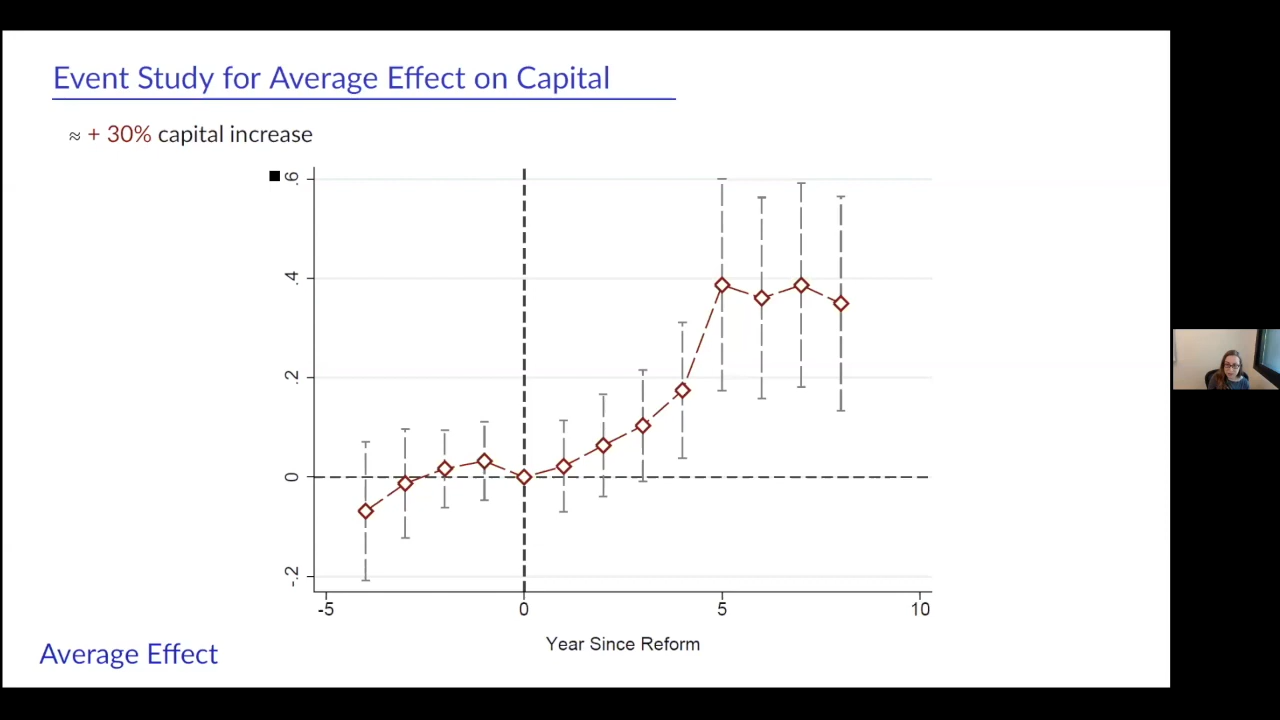 Event Study for Average Effect on Capital
≈ + 30% capital increase
.6
.4
.2
0
-.2
-5 0 5 10
Year Since Reform
Average Effect